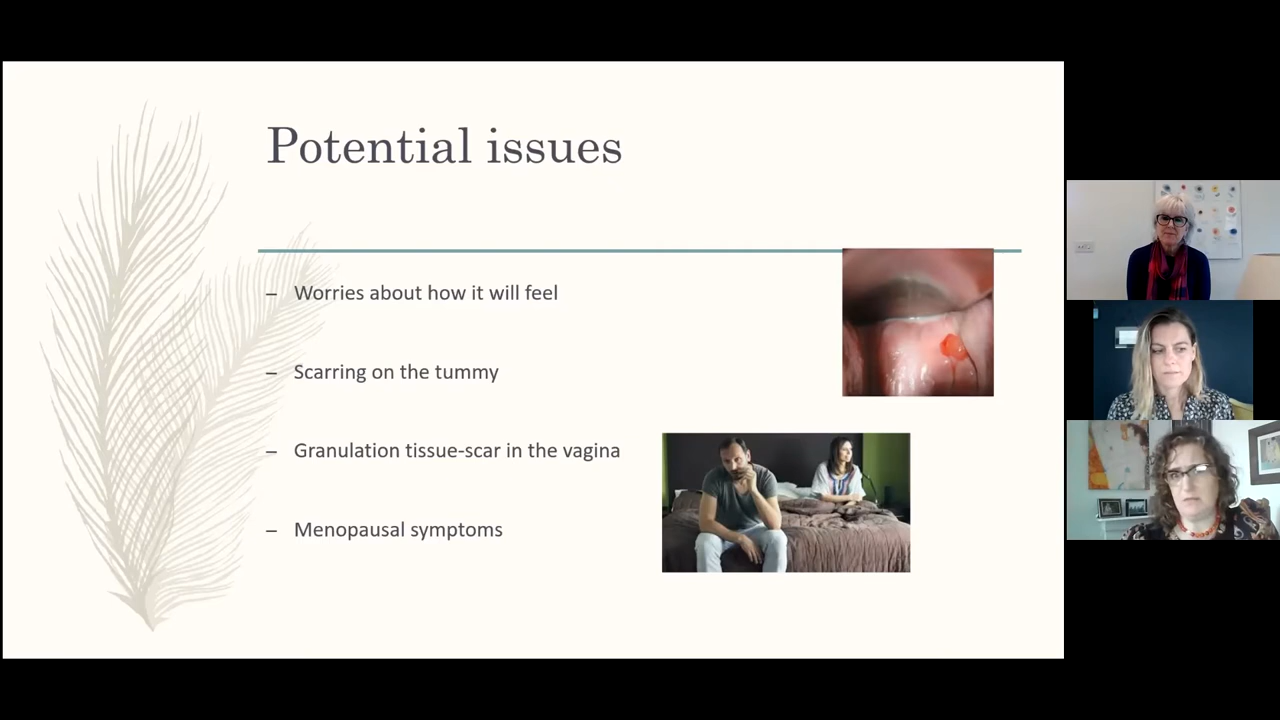 Potential issues
– Worries about how it will feel
– Scarring on the tummy
– Granulation tissue-scar in the vagina
– Menopausal symptoms